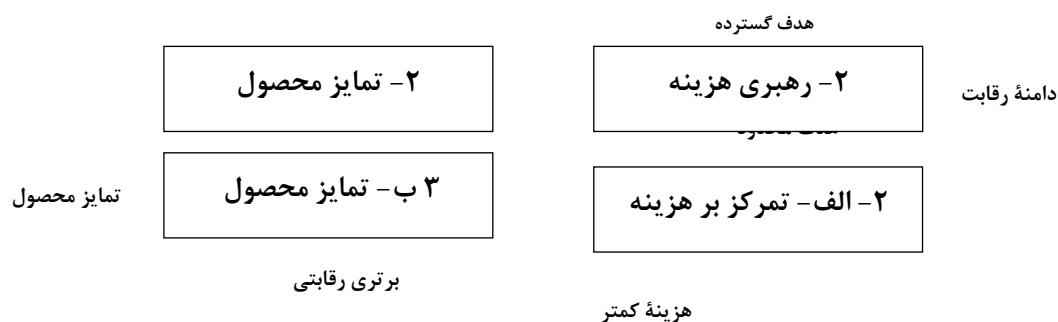 هدف گسترده
۲- رهبری هزینه
۲- تمایز محصول
دامنهٔ رقابت
۲- الف- تمرکز بر هزینه
۳ ب- تمایز محصول
تمایز محصول
برتری رقابتی
هزینهٔ کمتر